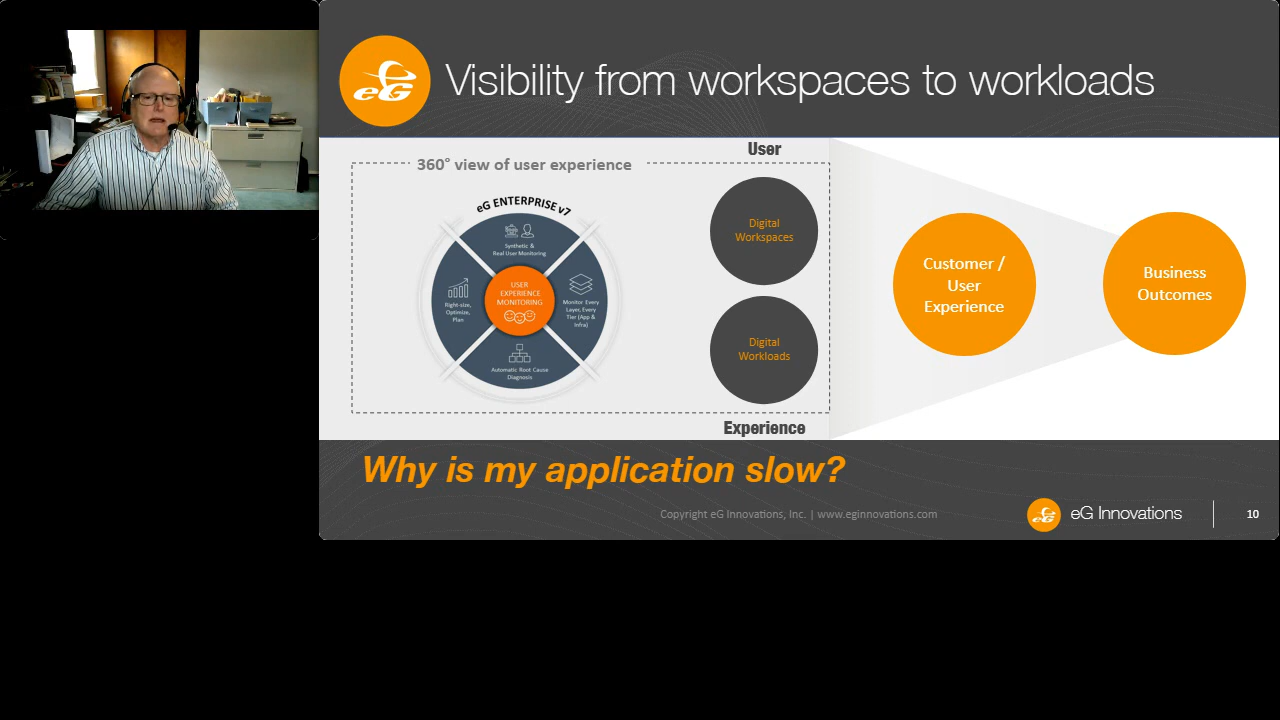 eG
Visibility from workspaces to workloads
User
360° view of user experience
eG ENTERPRISE v7
Synthetic &
Real User Monitoring
Right-size,
Optimize,
Plan
USER
EXPERIENCE
MONITORING
Monitor Every
Layer, Every
Tier (App &
Infra)
Automatic Root Cause
Diagnosis
Digital
Workspaces
Digital
Workloads
Experience
Customer /
User
Experience
Business
Outcomes
Why is my application slow?
Copyright eG Innovations, Inc. | www.eginnovations.com
eG
eG Innovations
10